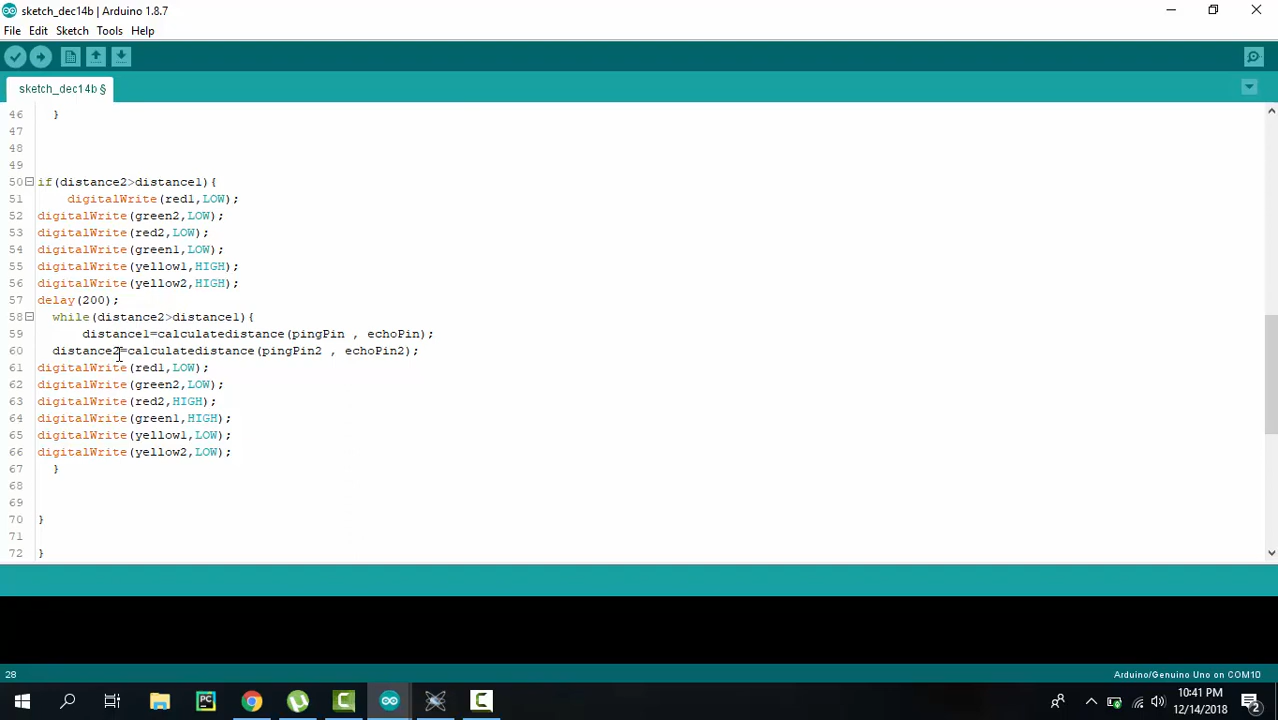 sketch_dec14b | Arduino 1.8.7
File Edit Sketch Tools Help
sketch_dec14b §
46 }
47
48
49
50 if(distance2>distance1){
51 digitalWrite(red1,LOW);
52 digitalWrite(green2,LOW);
53 digitalWrite(red2,LOW);
54 digitalWrite(green1,LOW);
55 digitalWrite(yellow1,HIGH);
56 digitalWrite(yellow2,HIGH);
57 delay(200);
58 while(distance2>distance1){
59 distance1=calculatedistance(pingPin , echoPin);
60 distance2=calculatedistance(pingPin2 , echoPin2);
61 digitalWrite(red1,LOW);
62 digitalWrite(green2,LOW);
63 digitalWrite(red2,HIGH);
64 digitalWrite(green1,HIGH);
65 digitalWrite(yellow1,LOW);
66 digitalWrite(yellow2,LOW);
67 }
68
69
70 }
71
72 }
28 Arduino/Genuino Uno on COM10
PC
10:41 PM
12/14/2018
2